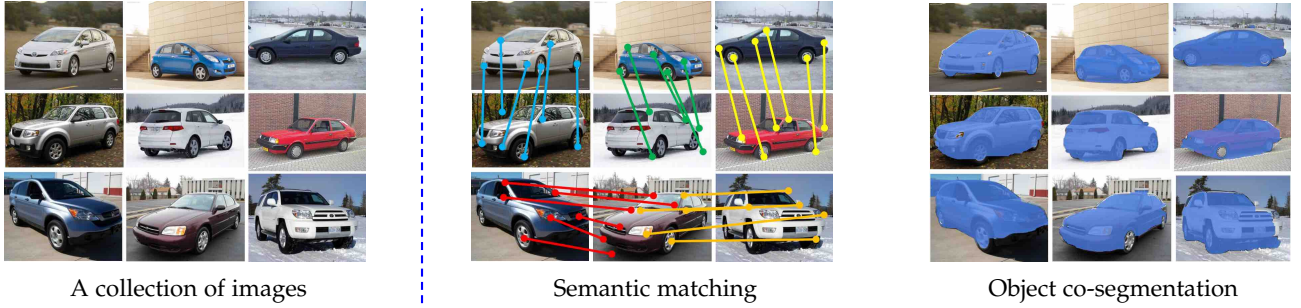 A collection of images
Semantic matching
Object co-segmentation